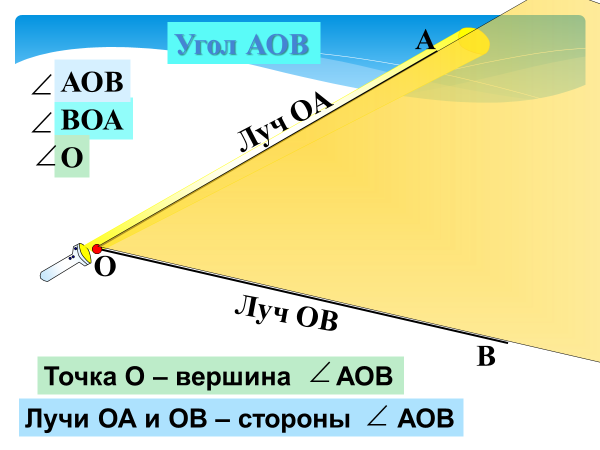 Угол АОВ
А
∠ АОВ
∠ ВОА
∠ О
Луч ОА
О
Луч ОВ
В
Точка О – вершина ∠ АОВ
Лучи ОА и ОВ – стороны ∠ АОВ